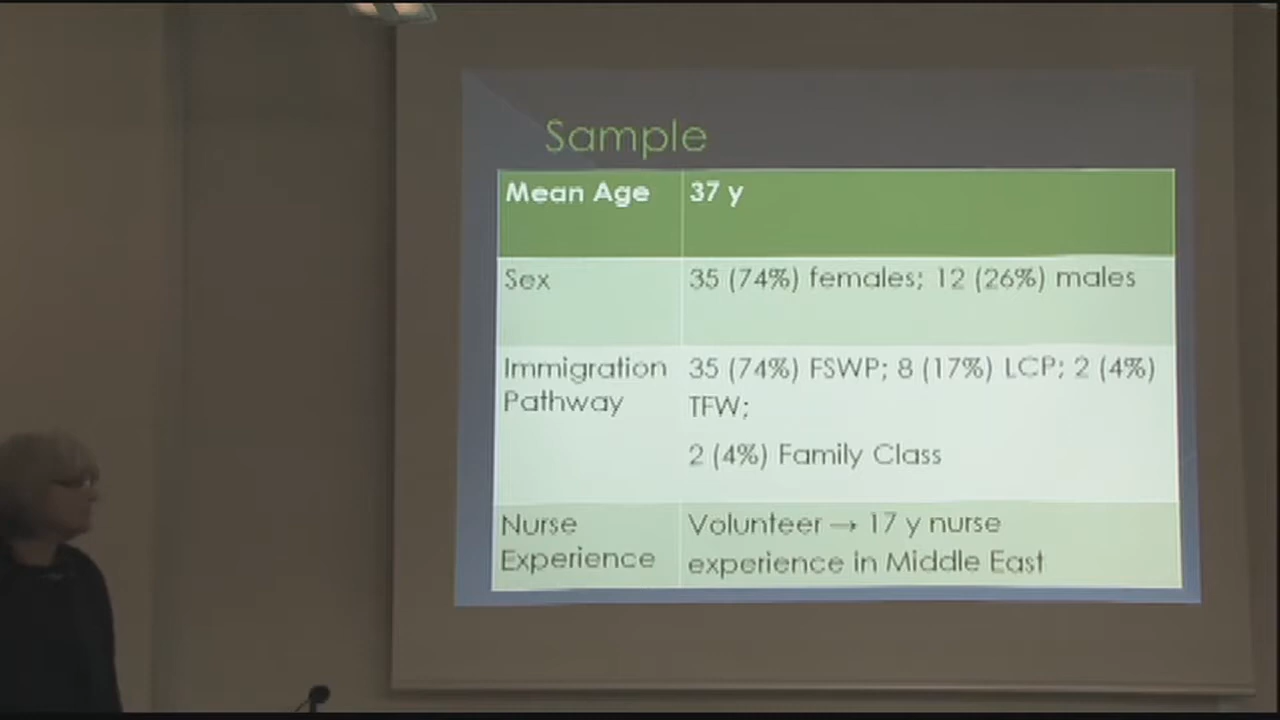 Sample
Mean Age 37 y
Sex 35 (74%) females; 12 (26%) males
Immigration Pathway 35 (74%) FSWP; 8 (17%) LCP; 2 (4%)
TFW;
2 (4%) Family Class
Nurse Experience Volunteer → 17 y nurse
experience in Middle East